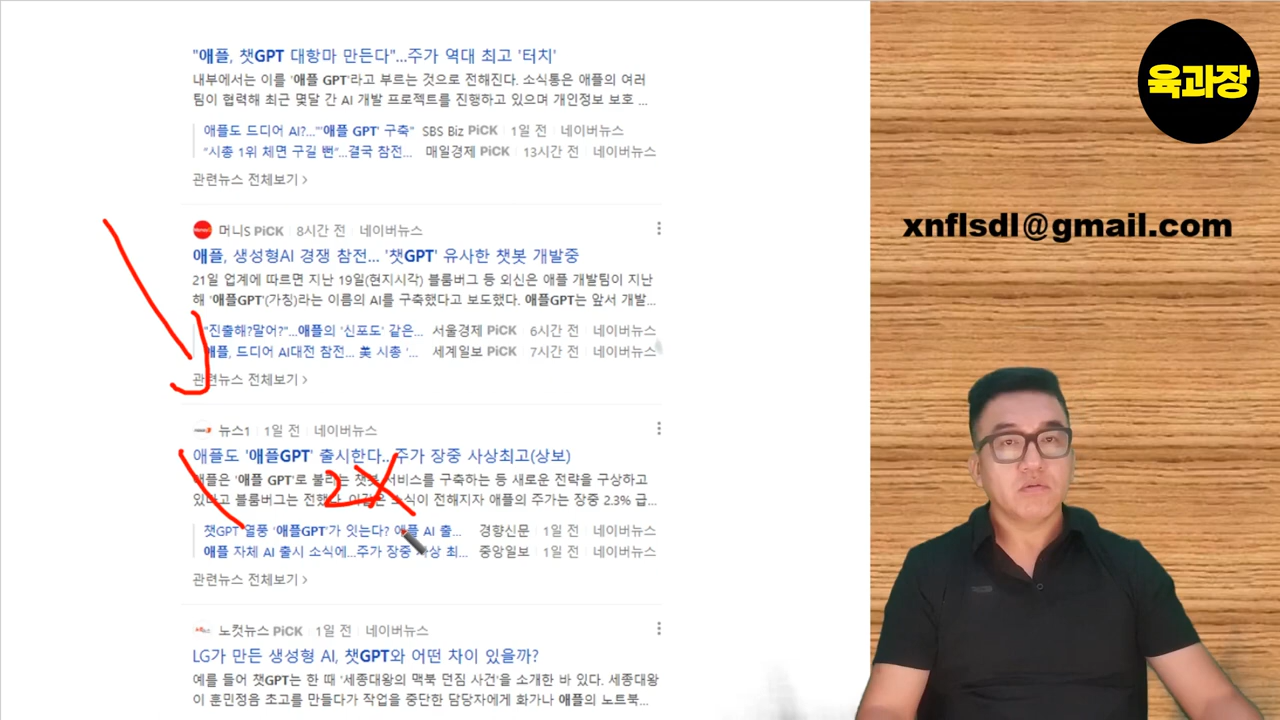 "애플, 챗GPT 대항마 만든다"...주가 역대 최고 '터치'
내부에서는 이를 '애플 GPT'라고 부르는 것으로 전해진다. 소식통은 애플의 여러
팀이 협력해 최근 몇달 간 AI 개발 프로젝트를 진행하고 있으며 개인정보 보호 ...
애플도 드디어 AI?...""애플 GPT' 구축" SBS Biz PiCK 1일 전 네이버뉴스
"시총 1위 체면 구길 뻔"...결국 참전... 매일경제 PiCK 13시간 전 네이버뉴스
관련뉴스 전체보기 >
머니S PiCK 8시간 전 네이버뉴스
애플, 생성형AI 경쟁 참전... '챗GPT' 유사한 챗봇 개발중
21일 업계에 따르면 지난 19일(현지시각) 블룸버그 등 외신은 애플 개발팀이 지난
해 '애플GPT'(가칭)라는 이름의 AI를 구축했다고 보도했다. 애플GPT는 앞서 개발...
"진출해?말어?"...애플의 '신포도' 같은... 서울경제 PiCK 6시간 전 네이버뉴스
애플, 드디어 AI대전 참전... 美 시총 '... 세계일보 PiCK 7시간 전 네이버뉴스
관련뉴스 전체보기 >
뉴스1 1일 전 네이버뉴스
애플도 '애플GPT' 출시한다...주가 장중 사상최고(상보)
애플은 '애플 GPT'로 불리는 챗봇 서비스를 구축하는 등 새로운 전략을 구상하고
있다고 블룸버그는 전했다. 이같은 소식이 전해지자 애플의 주가는 장중 2.3% 급...
2X
챗GPT 열풍 '애플GPT'가 잇는다? 애플 AI 출... 경향신문 1일 전 네이버뉴스
애플 자체 AI 출시 소식에...주가 장중 사상 최... 중앙일보 1일 전 네이버뉴스
관련뉴스 전체보기 >
노컷뉴스 PiCK 1일 전 네이버뉴스
LG가 만든 생성형 AI, 챗GPT와 어떤 차이 있을까?
예를 들어 챗GPT는 한 때 '세종대왕의 맥북 던짐 사건'을 소개한 바 있다. 세종대왕
이 훈민정음 초고를 만들다가 작업을 중단한 담당자에게 화가나 애플의 노트북...
육과장
xnflsdl@gmail.com